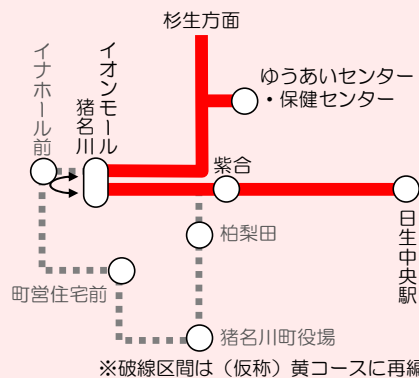 杉生方面
イナホール前
イオンモール
猪名川
ゆうあいセンター
・保健センター
紫合
日生中央駅
柏梨田
町営住宅前
猪名川町役場
※破線区間は（仮称）黄コースに再編